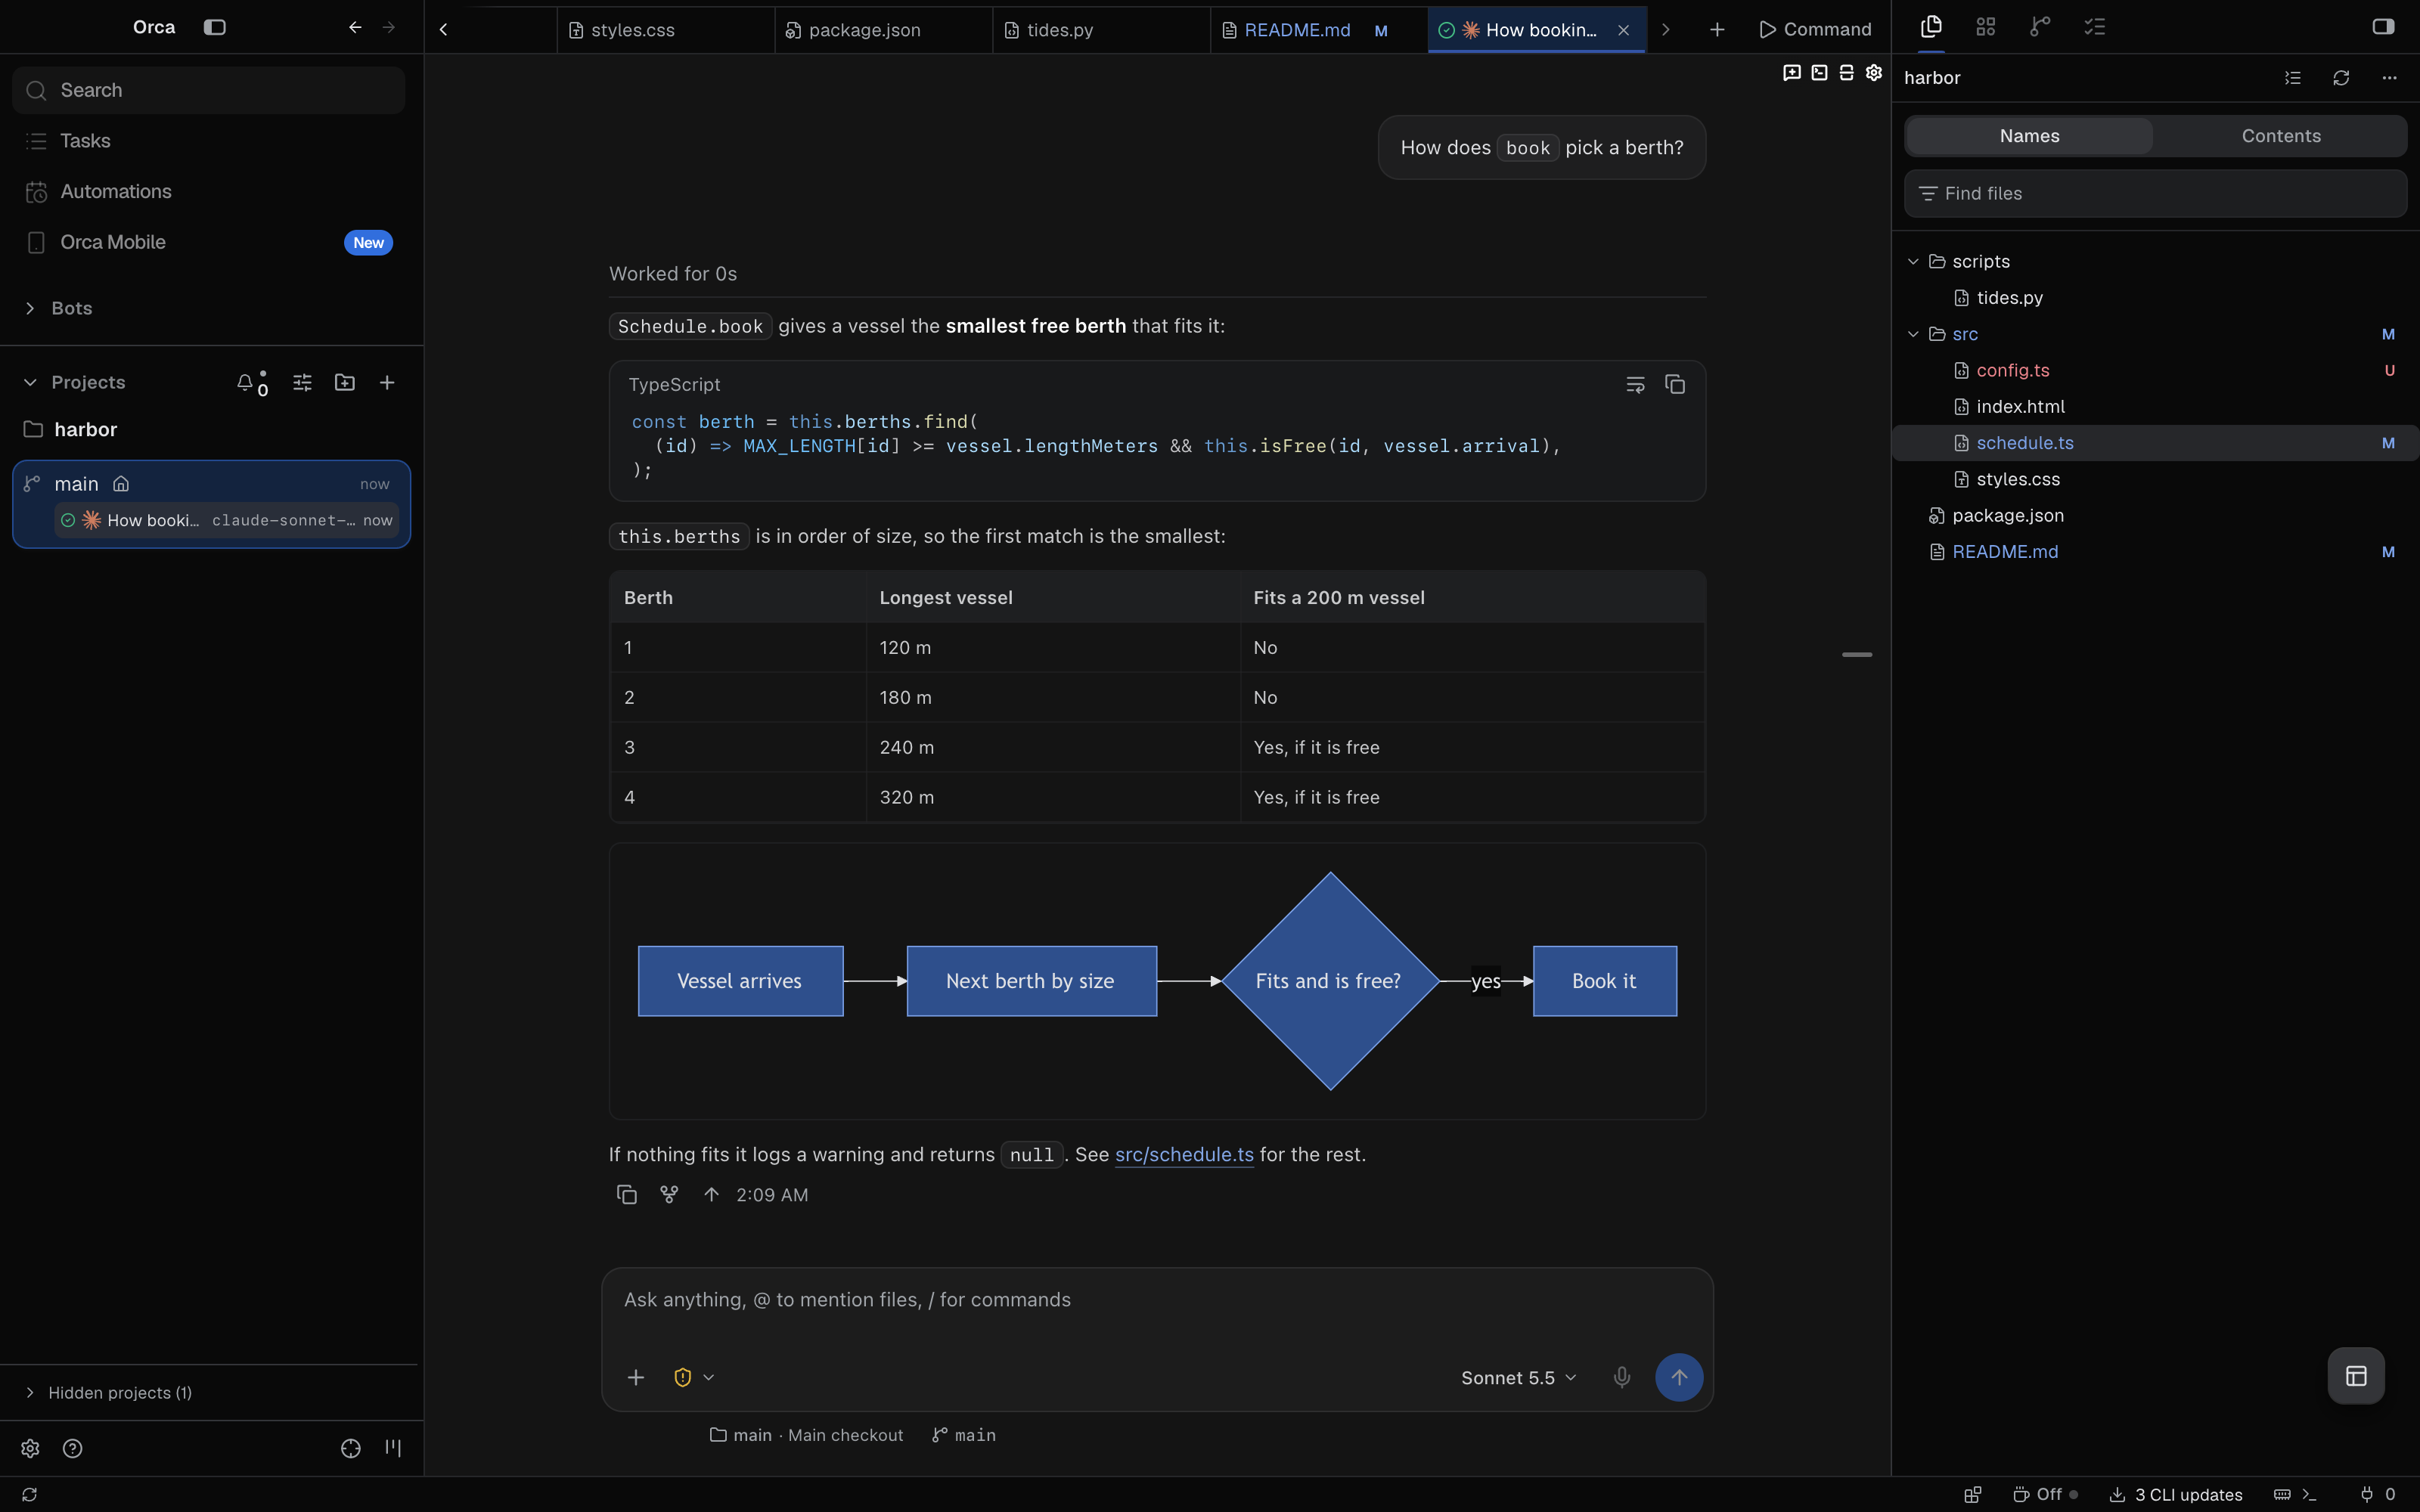 Orca
Search
Tasks
Automations
Orca Mobile
New
Bots
Projects
0
harbor
main
now
How booki...
claude-sonnet-...
now
Hidden projects (1)
styles.css
package.json
tides.py
README.md
M
How bookin...
Command
How does book pick a berth?
Worked for 0s
Schedule.book gives a vessel the smallest free berth that fits it:
TypeScript
const berth = this.berths.find(
(id) => MAX_LENGTH[id] >= vessel.lengthMeters && this.isFree(id, vessel.arrival),
);
this.berths is in order of size, so the first match is the smallest:
Berth Longest vessel Fits a 200 m vessel
1 120 m No
2 180 m No
3 240 m Yes, if it is free
4 320 m Yes, if it is free
Vessel arrives
Next berth by size
Fits and is free?
yes
Book it
If nothing fits it logs a warning and returns null. See src/schedule.ts for the rest.
2:09 AM
Ask anything, @ to mention files, / for commands
Sonnet 5.5
main · Main checkout
main
harbor
Names
Contents
Find files
scripts
tides.py
src M
config.ts U
index.html
schedule.ts M
styles.css
package.json
README.md M
Off
3 CLI updates
0